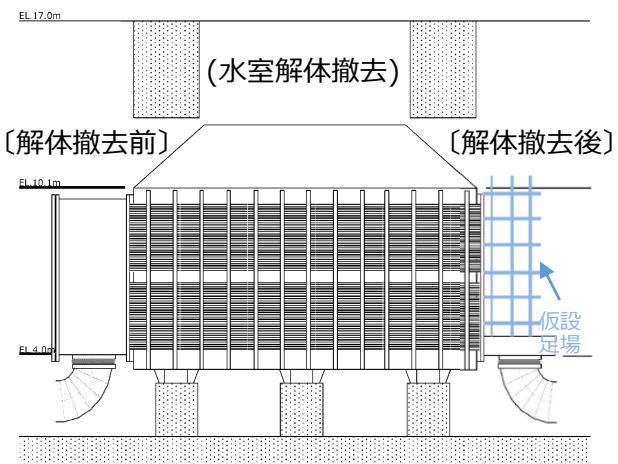 EL.17.0m
(水室解体撤去)
〔解体撤去前〕
〔解体撤去後〕
EL.10.1m
仮設
足場
EL.4.0m